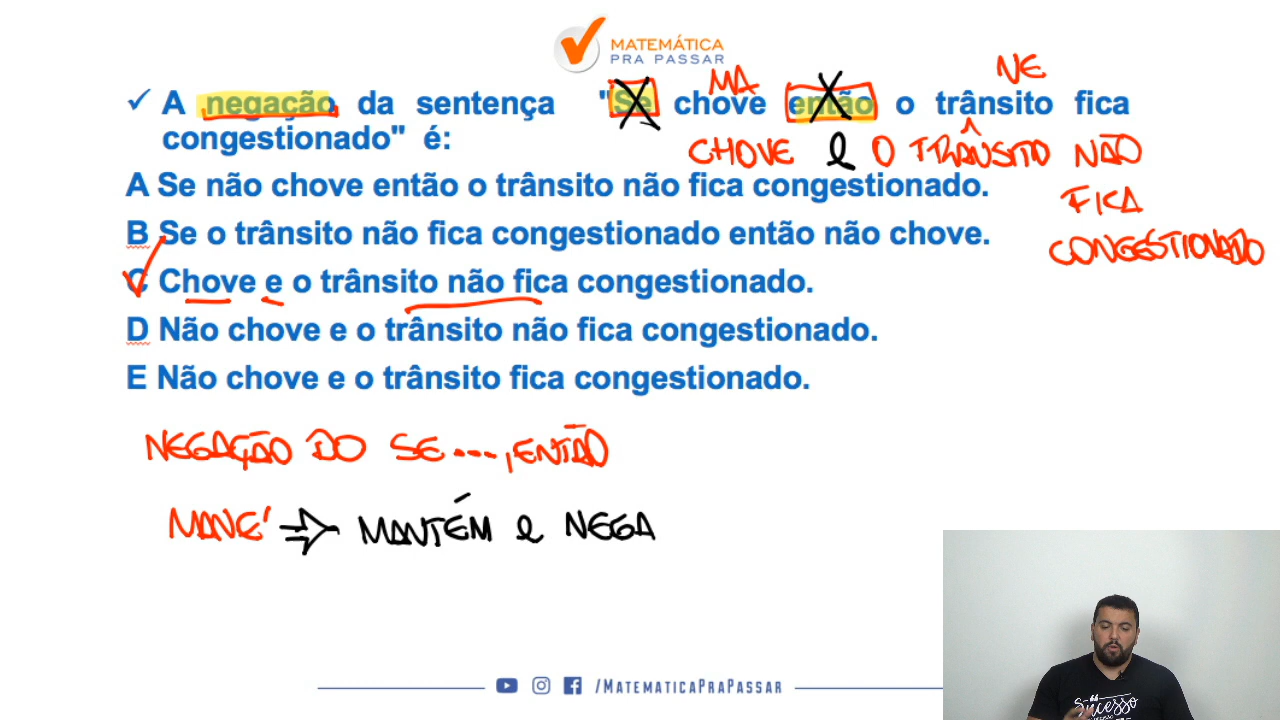 MATEMÁTICA
PRA PASSAR
MA
NE
✓ A negação da sentença "Se chove então o trânsito fica
congestionado" é:
CHOVE e O TRÂNSITO NÃO
FICA
CONGESTIONADO
A Se não chove então o trânsito não fica congestionado.
B Se o trânsito não fica congestionado então não chove.
C Chove e o trânsito não fica congestionado.
D Não chove e o trânsito não fica congestionado.
E Não chove e o trânsito fica congestionado.
NEGAÇÃO DO SE ..., ENTÃO
MANÉ ⇒ MANTÉM e NEGA
SUCESSO
/MATEMATICAPRAPASSAR